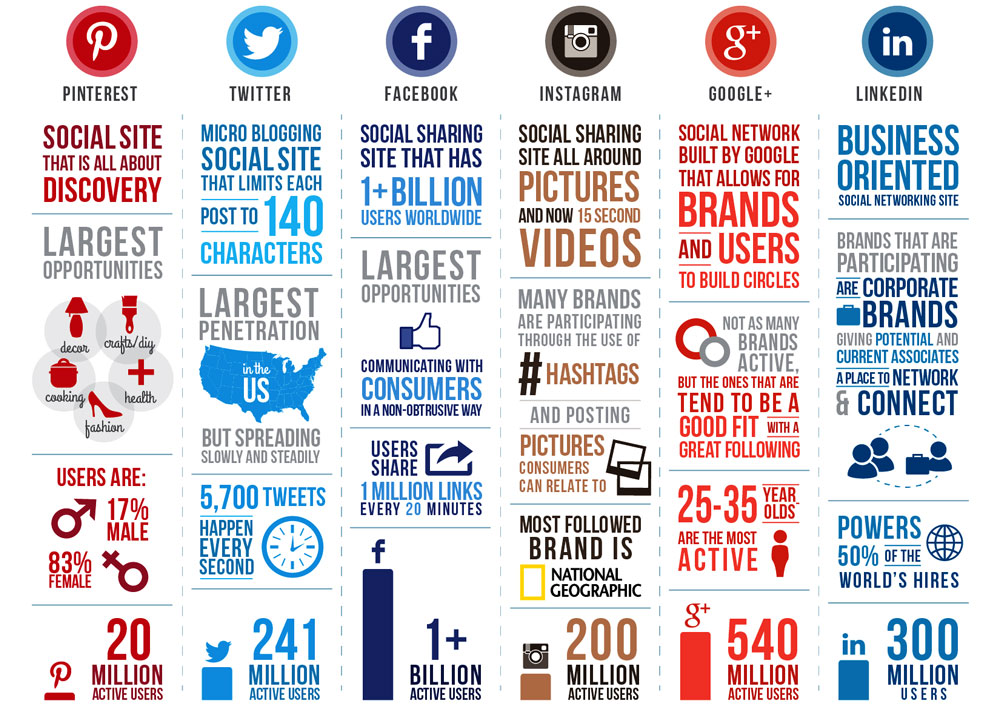 PINTEREST
SOCIAL SITE
THAT IS ALL ABOUT
DISCOVERY
LARGEST
OPPORTUNITIES
decor
crafts/diy
cooking
health
fashion
USERS ARE:
17%
MALE
83%
FEMALE
20
MILLION
ACTIVE USERS
TWITTER
MICRO BLOGGING
SOCIAL SITE
THAT LIMITS EACH
POST TO 140
CHARACTERS
LARGEST
PENETRATION
in the
US
BUT SPREADING
SLOWLY AND STEADILY
5,700 TWEETS
HAPPEN
EVERY
SECOND
241
MILLION
ACTIVE USERS
FACEBOOK
SOCIAL SHARING
SITE THAT HAS
1+ BILLION
USERS WORLDWIDE
LARGEST
OPPORTUNITIES
COMMUNICATING WITH
CONSUMERS
IN A NON-OBTRUSIVE WAY
USERS
SHARE
1 MILLION LINKS
EVERY 20 MINUTES
f
1+
BILLION
ACTIVE USERS
INSTAGRAM
SOCIAL SHARING
SITE ALL AROUND
PICTURES
AND NOW 15 SECOND
VIDEOS
MANY BRANDS
ARE PARTICIPATING
THROUGH THE USE OF
# HASHTAGS
AND POSTING
PICTURES
CONSUMERS
CAN RELATE TO
MOST FOLLOWED
BRAND IS
NATIONAL
GEOGRAPHIC
200
MILLION
ACTIVE USERS
g+
GOOGLE+
SOCIAL NETWORK
BUILT BY GOOGLE
THAT ALLOWS FOR
BRANDS
AND USERS
TO BUILD CIRCLES
NOT AS MANY
BRANDS
ACTIVE,
BUT THE ONES THAT ARE
TEND TO BE A
GOOD FIT WITH A
GREAT FOLLOWING
25-35 YEAR
OLDS
ARE THE MOST
ACTIVE
g+
540
MILLION
ACTIVE USERS
in
LINKEDIN
BUSINESS
ORIENTED
SOCIAL NETWORKING SITE
BRANDS THAT ARE
PARTICIPATING
ARE CORPORATE
BRANDS
GIVING POTENTIAL AND
CURRENT ASSOCIATES
A PLACE TO NETWORK
& CONNECT
POWERS
50% OF THE
WORLD'S HIRES
in
300
MILLION
USERS